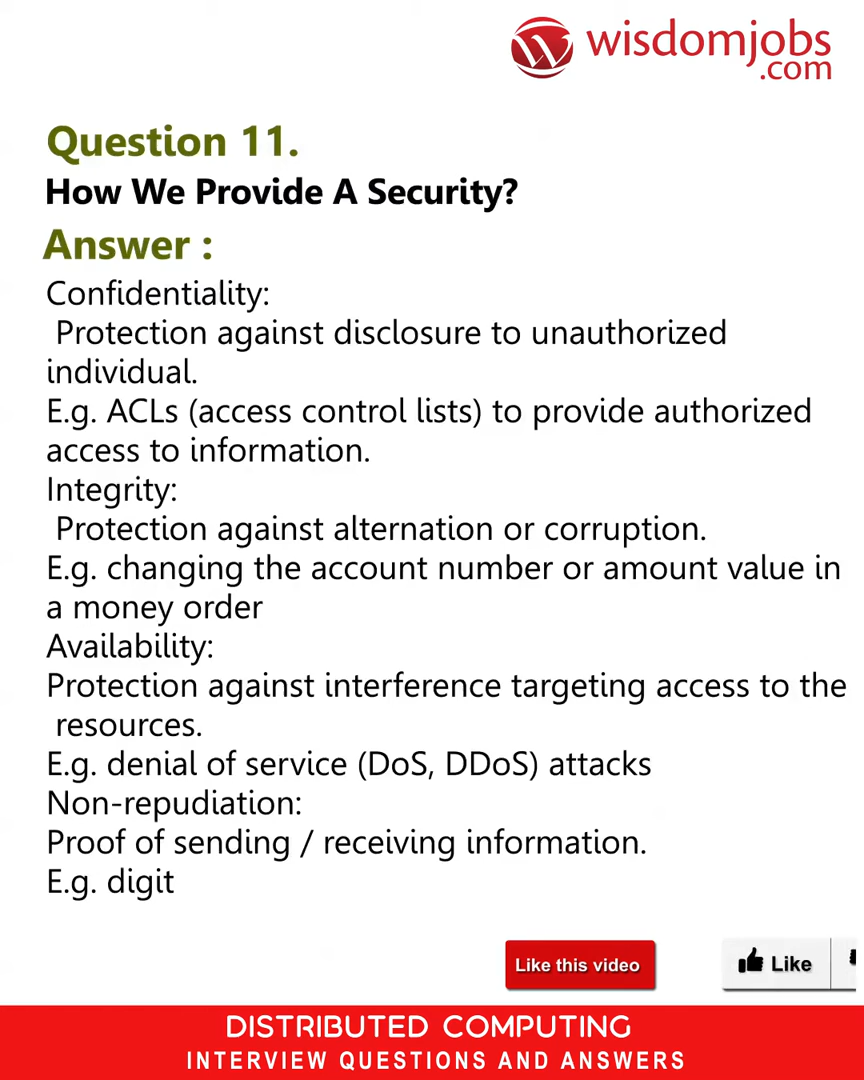 wisdomjobs
.com
Question 11.
How We Provide A Security?
Answer :
Confidentiality:
Protection against disclosure to unauthorized
individual.
E.g. ACLs (access control lists) to provide authorized
access to information.
Integrity:
Protection against alternation or corruption.
E.g. changing the account number or amount value in
a money order
Availability:
Protection against interference targeting access to the
resources.
E.g. denial of service (DoS, DDoS) attacks
Non-repudiation:
Proof of sending / receiving information.
E.g. digit
Like this video
Like
DISTRIBUTED COMPUTING
INTERVIEW QUESTIONS AND ANSWERS